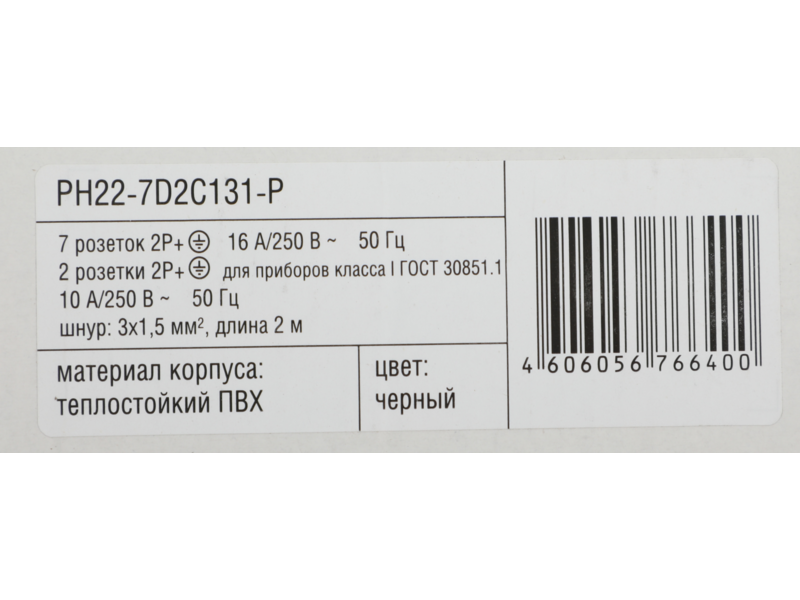 PH22-7D2C131-P
7 розеток 2P+⏚ 16 А/250 В ~ 50 Гц
2 розетки 2P+⏚ для приборов класса I ГОСТ 30851.1
10 А/250 В ~ 50 Гц
шнур: 3x1,5 мм², длина 2 м
материал корпуса:
теплостойкий ПВХ
цвет:
черный
4 606056 766400